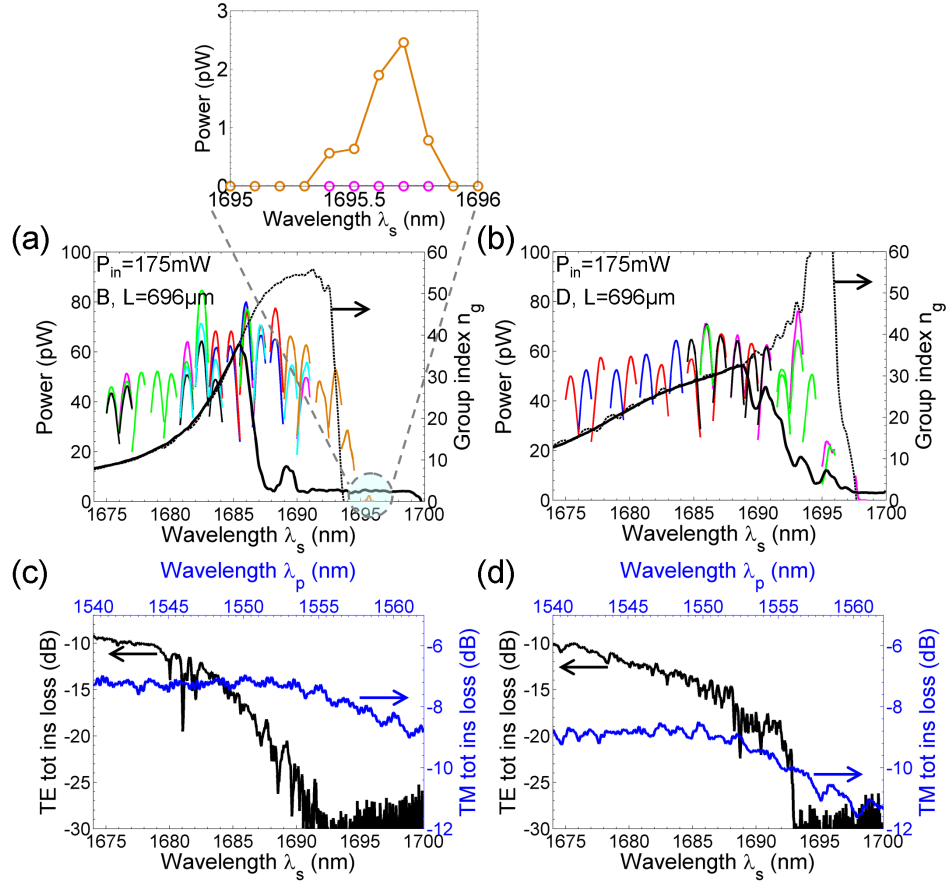 3
2
1
0
Power (pW)
1695
1695.5
1696
Wavelength λs (nm)
(a)
Pin=175mW
B, L=696μm
100
80
60
40
20
0
Power (pW)
60
50
40
30
20
10
0
Group index ng
1675 1680 1685 1690 1695 1700
Wavelength λs (nm)
(b)
Pin=175mW
D, L=696μm
100
80
60
40
20
0
Power (pW)
60
50
40
30
20
10
0
Group index ng
1675 1680 1685 1690 1695 1700
Wavelength λs (nm)
(c)
Wavelength λp (nm)
1540 1545 1550 1555 1560
-10
-15
-20
-25
-30
TE tot ins loss (dB)
-6
-8
-10
-12
TM tot ins loss (dB)
1675 1680 1685 1690 1695 1700
Wavelength λs (nm)
(d)
Wavelength λp (nm)
1540 1545 1550 1555 1560
-10
-15
-20
-25
-30
TE tot ins loss (dB)
-6
-8
-10
-12
TM tot ins loss (dB)
1675 1680 1685 1690 1695 1700
Wavelength λs (nm)